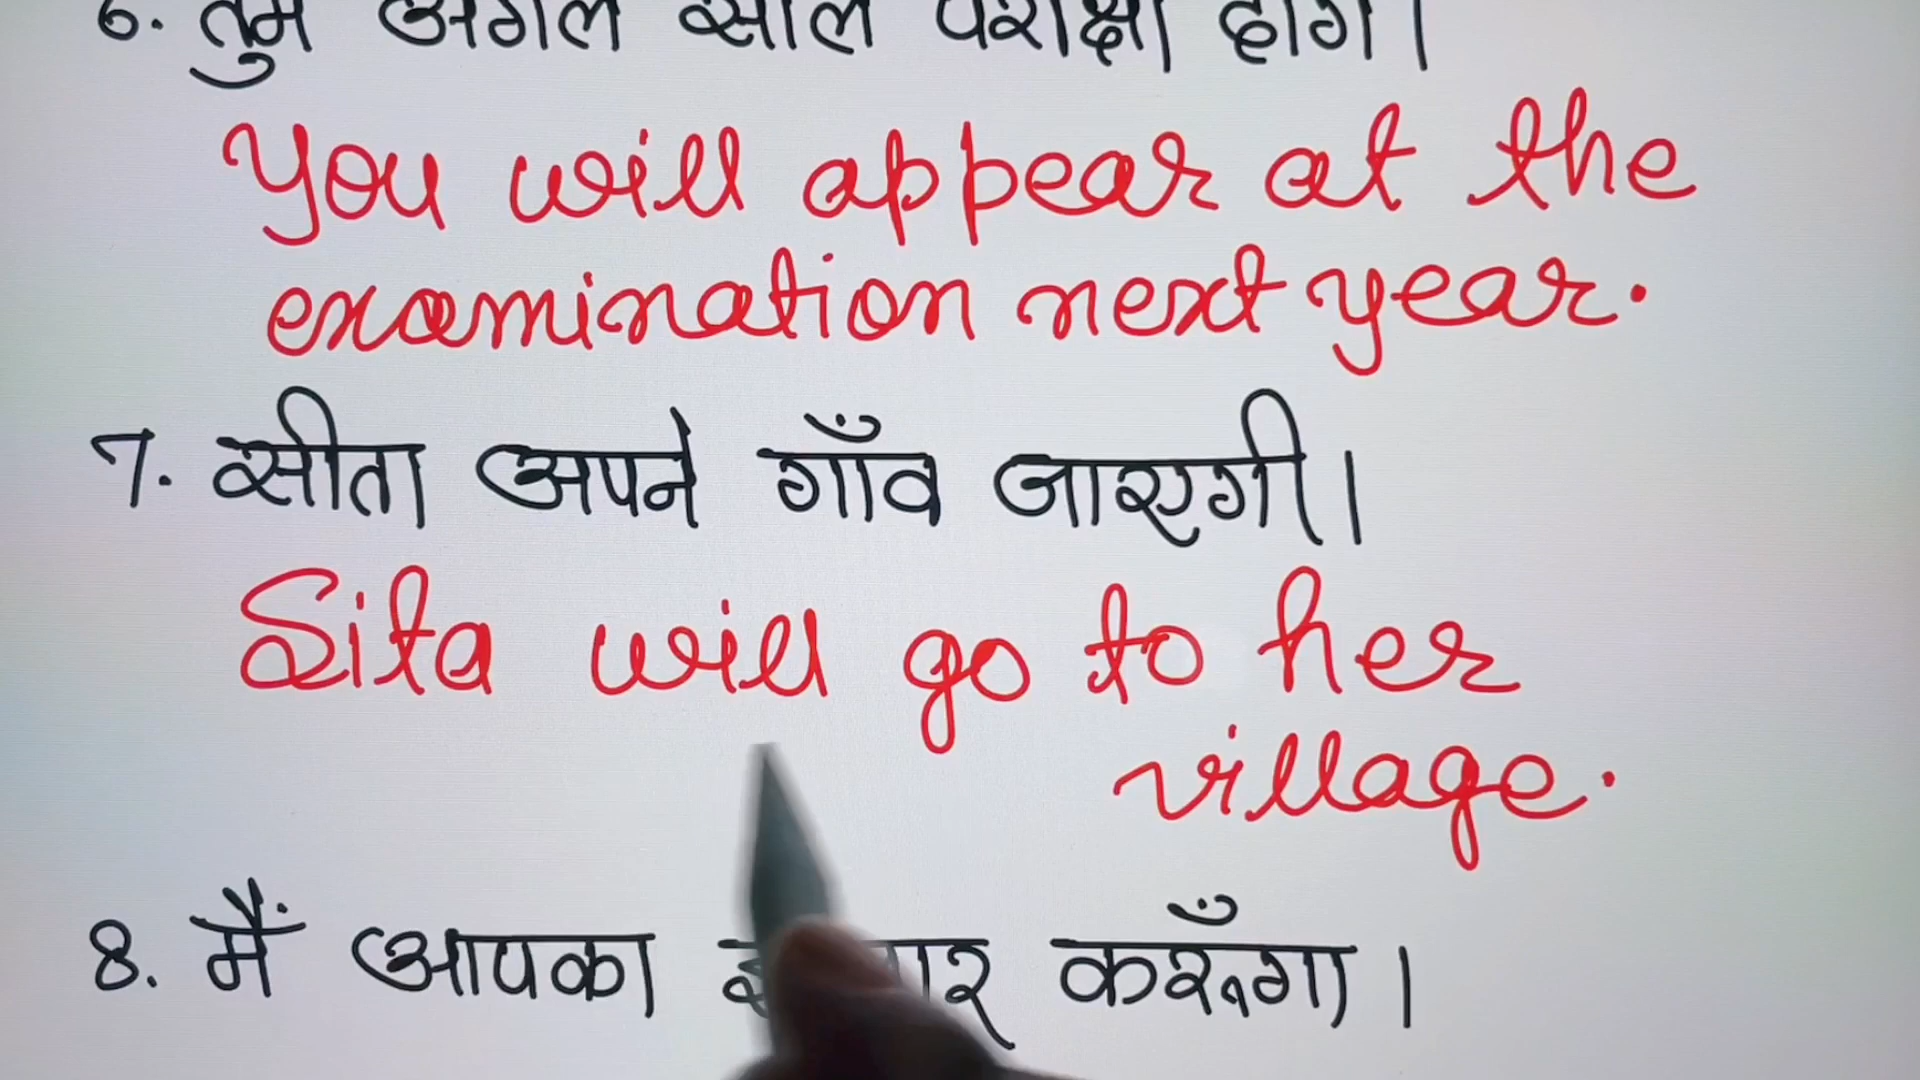 6. तुम अगले साल परीक्षा दोगे।
You will appear at the
examination next year.
7. सीता अपने गाँव जाएगी।
Sita will go to her
village.
8. मैं आपका करूँगा।